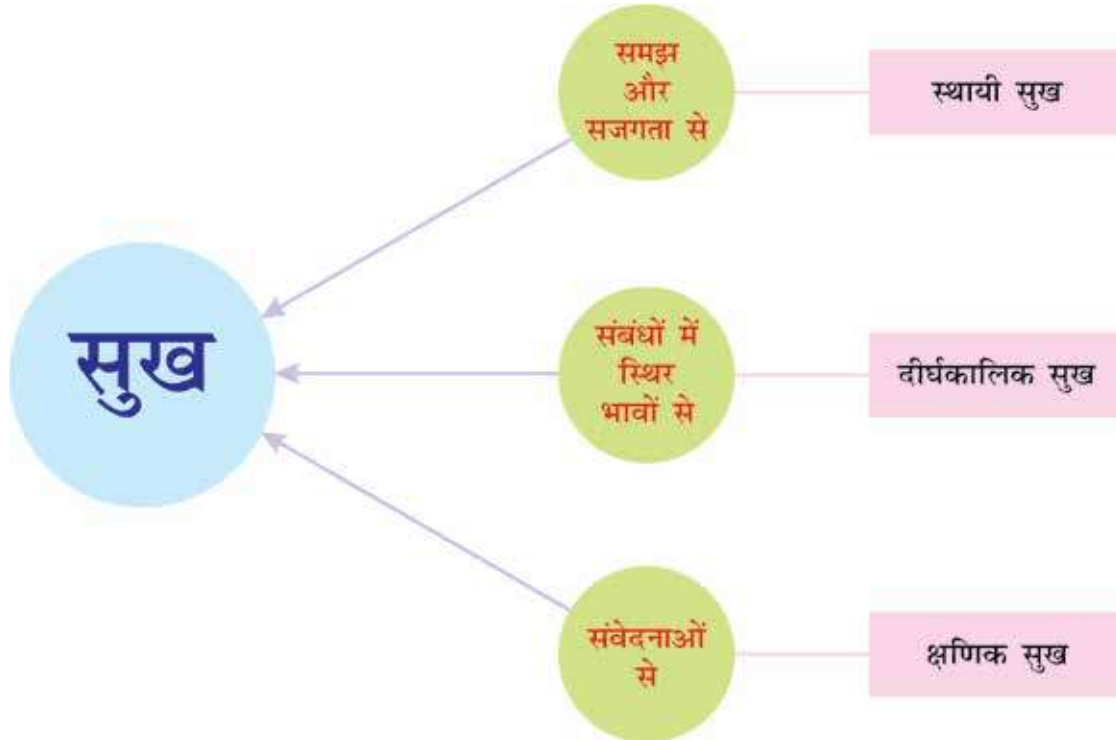 समझ
और
सजगता से
स्थायी सुख
सुख
संबंधों में
स्थिर
भावों से
दीर्घकालिक सुख
संवेदनाओं
से
क्षणिक सुख